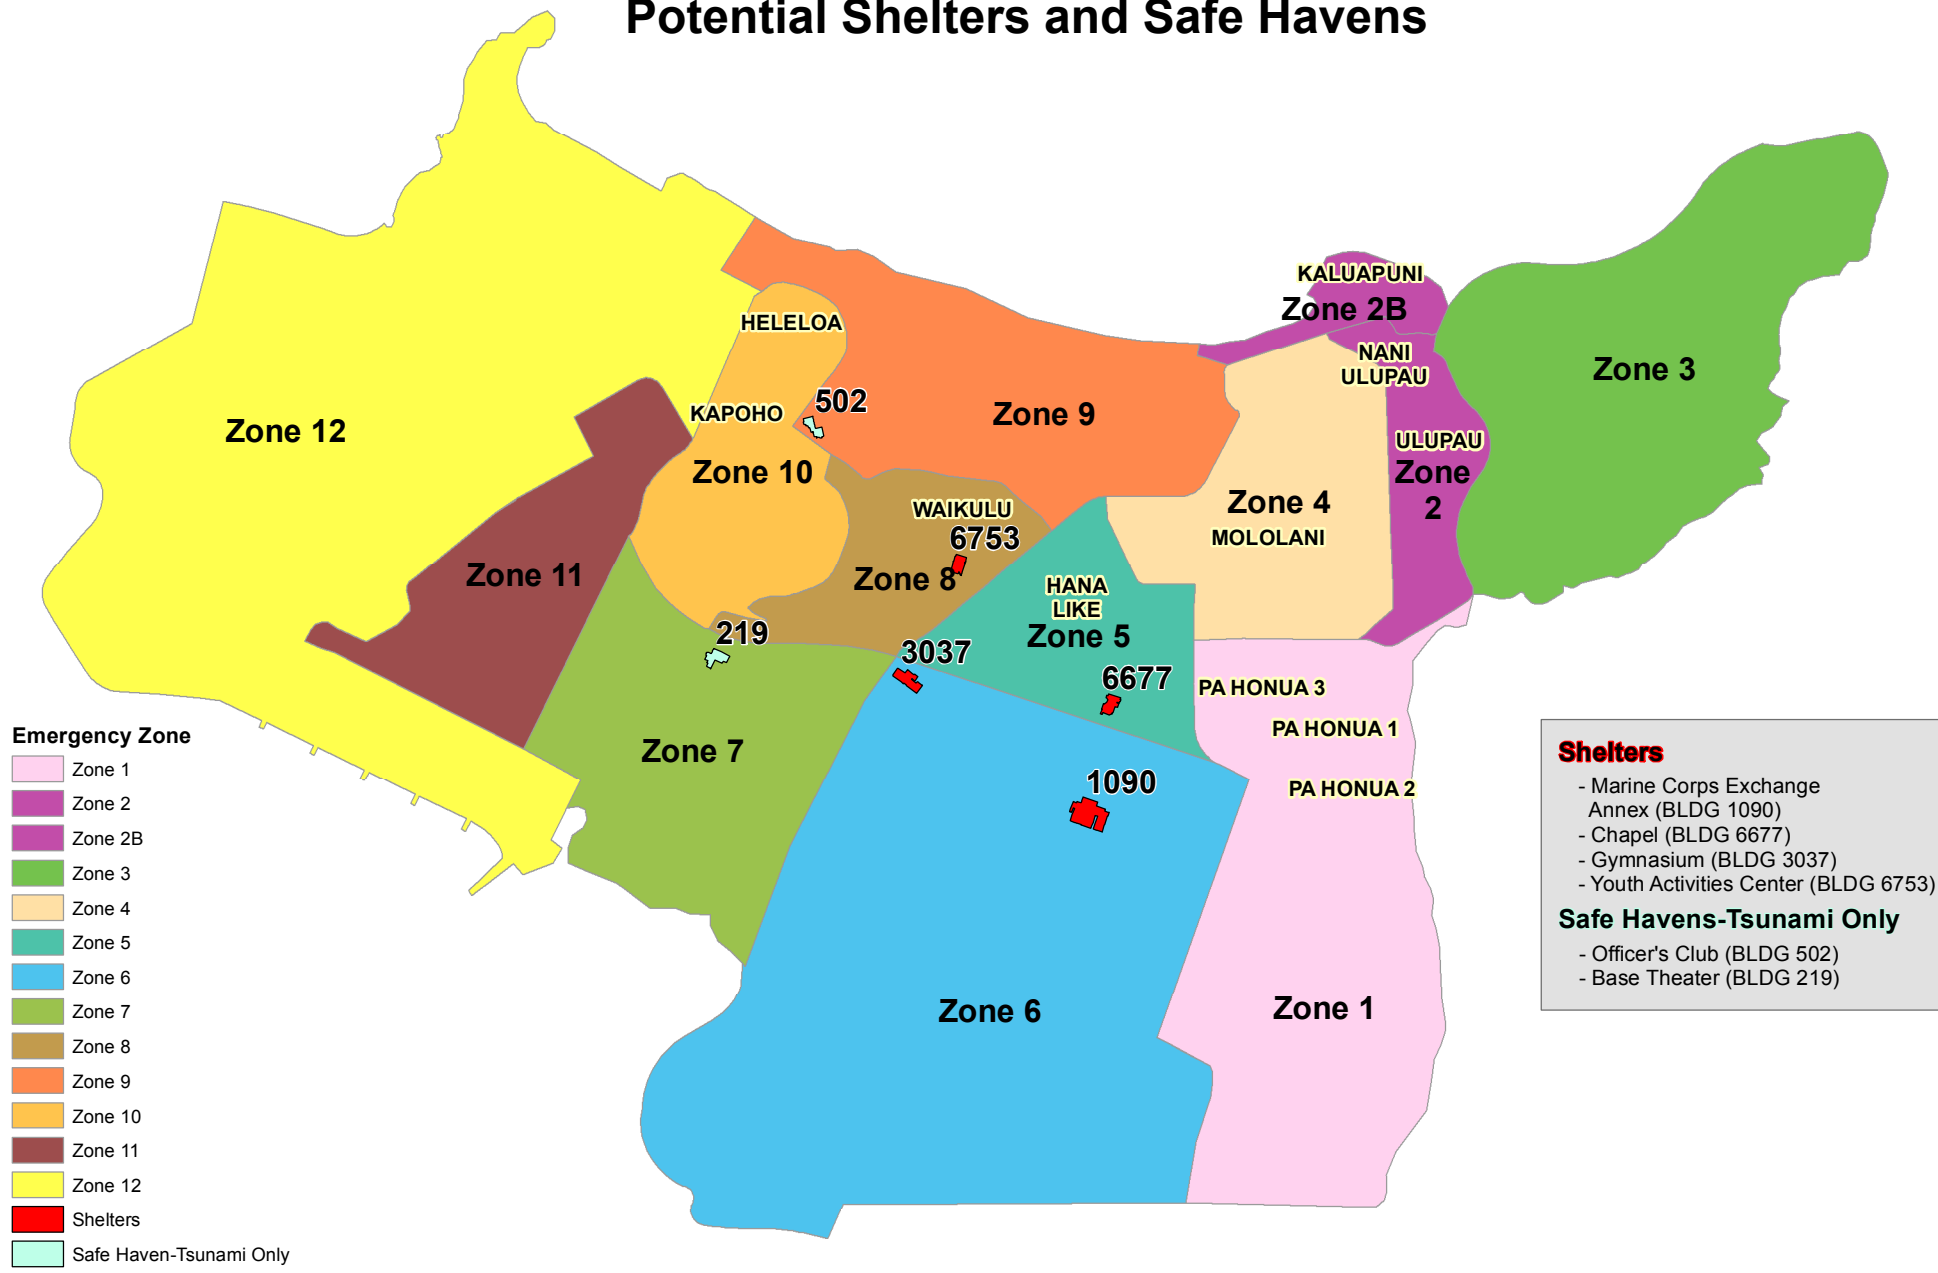 Potential Shelters and Safe Havens
KALUAPUNI
Zone 2B
HELELOA
NANI
ULUPAU
Zone 3
502
KAPOHO
Zone 9
Zone 12
ULUPAU
Zone
2
Zone 10
Zone 4
WAIKULU
6753
MOLOLANI
Zone 11
Zone 8
HANA
LIKE
Zone 5
219
3037
6677
PA HONUA 3
PA HONUA 1
Zone 7
1090
PA HONUA 2
Zone 6
Zone 1
Emergency Zone
Zone 1
Zone 2
Zone 2B
Zone 3
Zone 4
Zone 5
Zone 6
Zone 7
Zone 8
Zone 9
Zone 10
Zone 11
Zone 12
Shelters
Safe Haven-Tsunami Only
Shelters
- Marine Corps Exchange
Annex (BLDG 1090)
- Chapel (BLDG 6677)
- Gymnasium (BLDG 3037)
- Youth Activities Center (BLDG 6753)
Safe Havens-Tsunami Only
- Officer's Club (BLDG 502)
- Base Theater (BLDG 219)